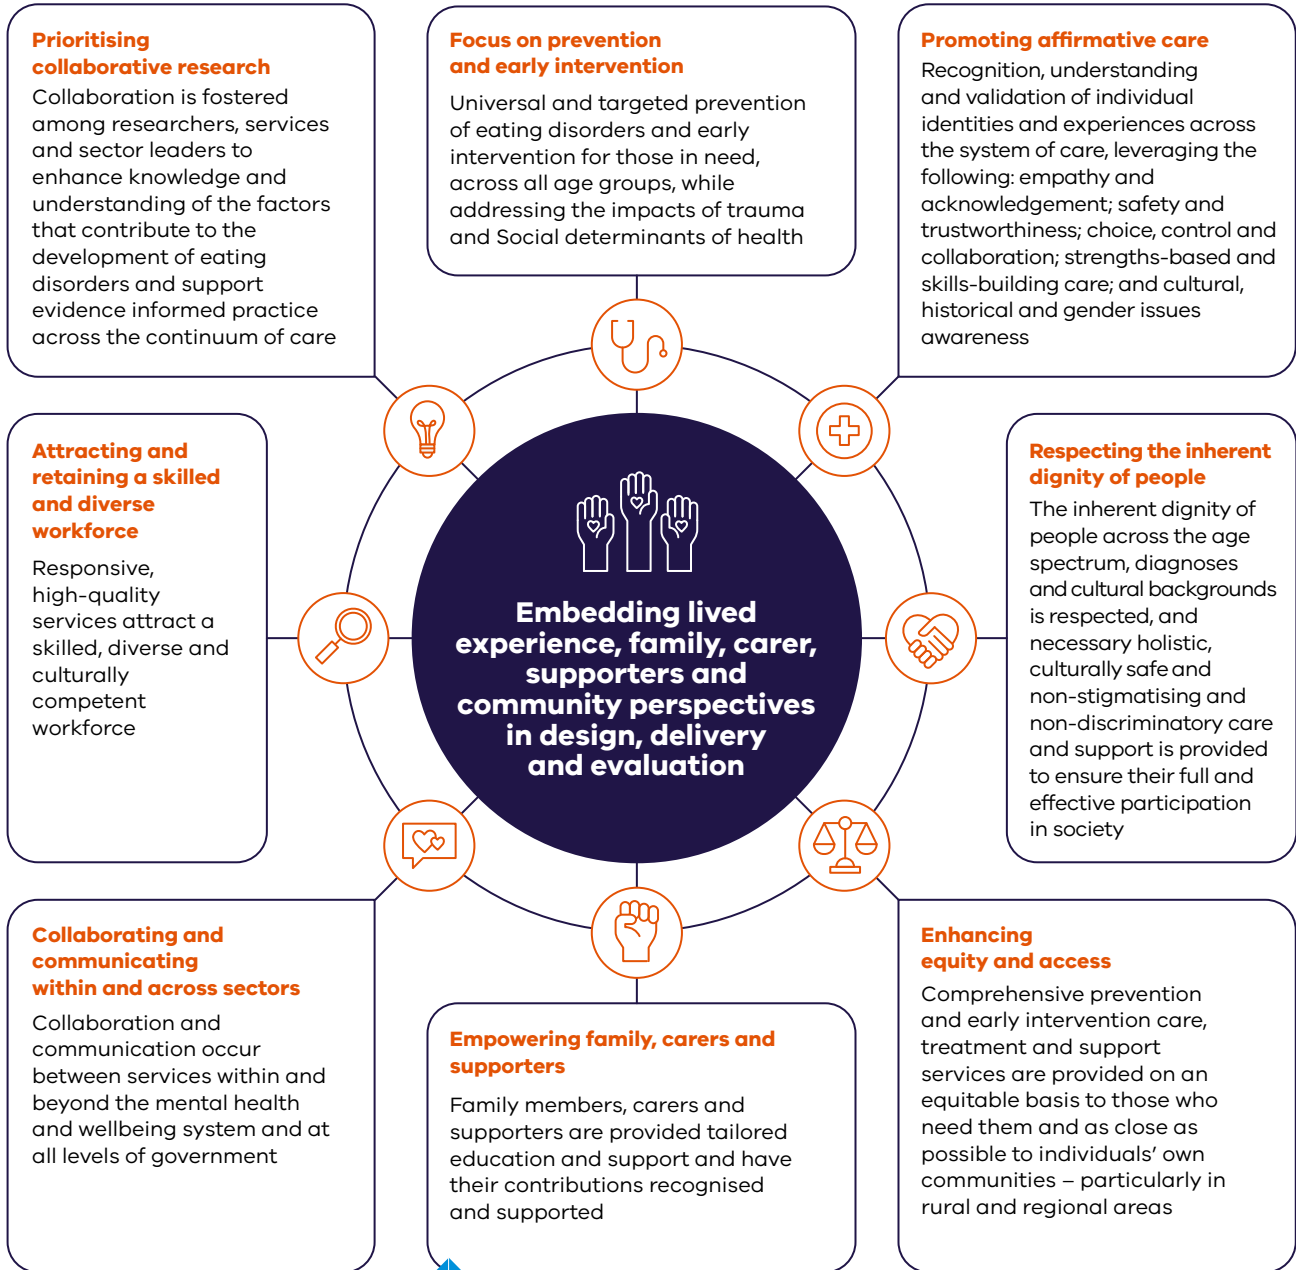 Prioritising
collaborative research
Collaboration is fostered
among researchers, services
and sector leaders to
enhance knowledge and
understanding of the factors
that contribute to the
development of eating
disorders and support
evidence informed practice
across the continuum of care
Focus on prevention
and early intervention
Universal and targeted prevention
of eating disorders and early
intervention for those in need,
across all age groups, while
addressing the impacts of trauma
and Social determinants of health
Promoting affirmative care
Recognition, understanding
and validation of individual
identities and experiences across
the system of care, leveraging the
following: empathy and
acknowledgement; safety and
trustworthiness; choice, control and
collaboration; strengths-based and
skills-building care; and cultural,
historical and gender issues
awareness
Attracting and
retaining a skilled
and diverse
workforce
Responsive,
high-quality
services attract a
skilled, diverse and
culturally
competent
workforce
Embedding lived
experience, family, carer,
supporters and
community perspectives
in design, delivery
and evaluation
Respecting the inherent
dignity of people
The inherent dignity of
people across the age
spectrum, diagnoses
and cultural backgrounds
is respected, and
necessary holistic,
culturally safe and
non-stigmatising and
non-discriminatory care
and support is provided
to ensure their full and
effective participation
in society
Collaborating and
communicating
within and across sectors
Collaboration and
communication occur
between services within and
beyond the mental health
and wellbeing system and at
all levels of government
Empowering family, carers and
supporters
Family members, carers and
supporters are provided tailored
education and support and have
their contributions recognised
and supported
Enhancing
equity and access
Comprehensive prevention
and early intervention care,
treatment and support
services are provided on an
equitable basis to those who
need them and as close as
possible to individuals’ own
communities – particularly in
rural and regional areas